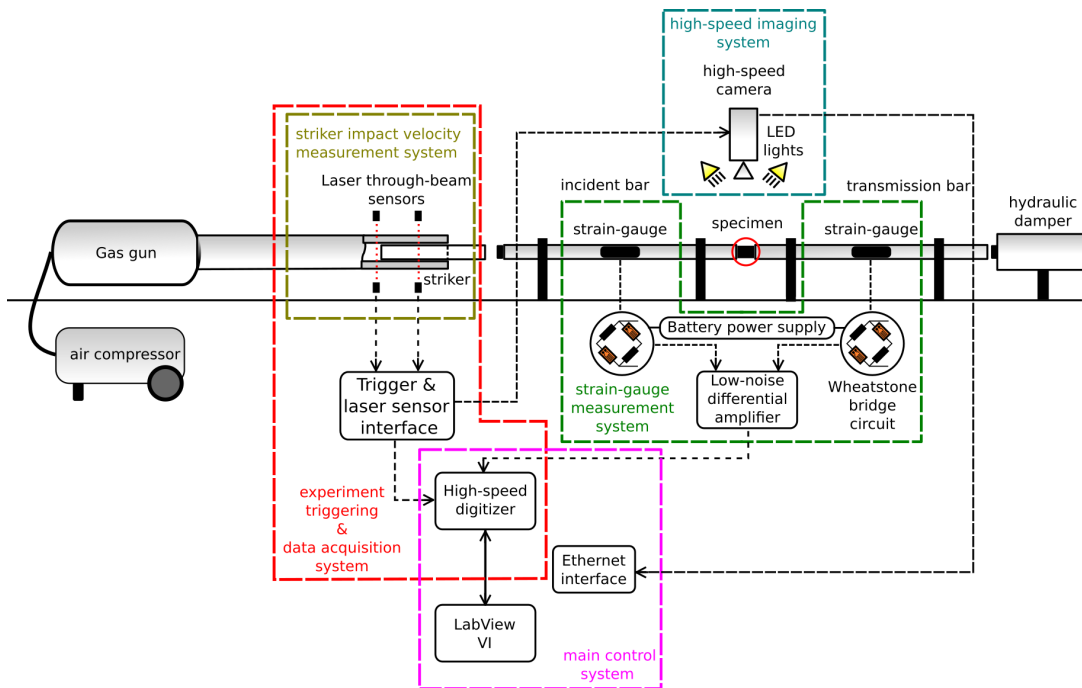 high-speed imaging
system
high-speed
camera
LED
lights
striker impact velocity
measurement system
Laser through-beam
sensors
incident bar
transmission bar
hydraulic
damper
Gas gun
strain-gauge
specimen
strain-gauge
striker
air compressor
Battery power supply
Trigger &
laser sensor
interface
strain-gauge
measurement
system
Low-noise
differential
amplifier
Wheatstone
bridge
circuit
High-speed
digitizer
experiment
triggering
&
data acquisition
system
Ethernet
interface
LabView
VI
main control
system